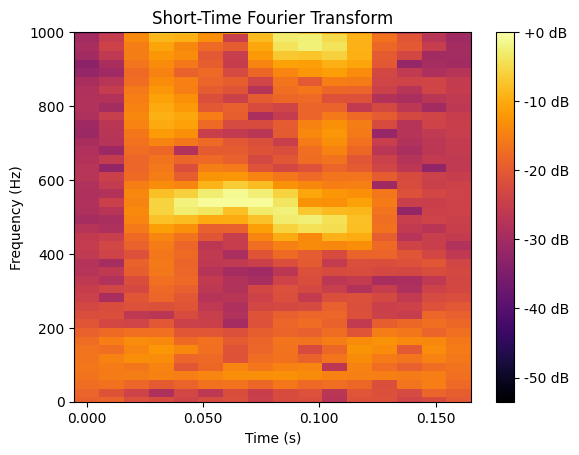 Short-Time Fourier Transform
1000
800
600
400
200
0
Frequency (Hz)
0.000
0.050
0.100
0.150
Time (s)
+0 dB
-10 dB
-20 dB
-30 dB
-40 dB
-50 dB